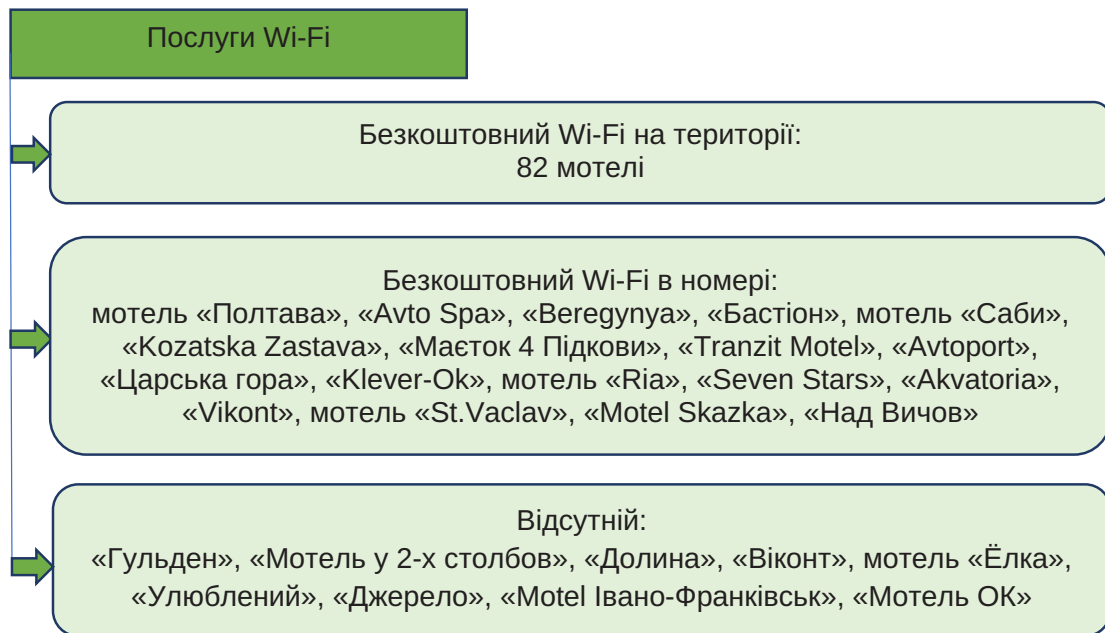 Послуги Wi-Fi
Безкоштовний Wi-Fi на території:
82 мотелі
Безкоштовний Wi-Fi в номері:
мотель «Полтава», «Avto Spa», «Beregynya», «Бастіон», мотель «Саби»,
«Kozatska Zastava», «Маєток 4 Підкови», «Tranzit Motel», «Avtoport»,
«Царська гора», «Klever-Ok», мотель «Ria», «Seven Stars», «Akvatoria»,
«Vikont», мотель «St.Vaclav», «Motel Skazka», «Над Вичов»
Відсутній:
«Гульден», «Мотель у 2-х столбов», «Долина», «Віконт», мотель «Ёлка»,
«Улюблений», «Джерело», «Motel Івано-Франківськ», «Мотель ОК»